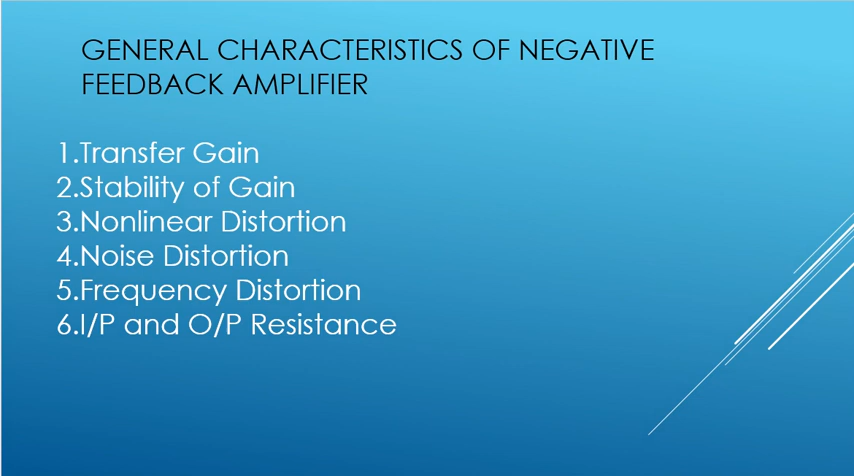 GENERAL CHARACTERISTICS OF NEGATIVE
FEEDBACK AMPLIFIER
1.Transfer Gain
2.Stability of Gain
3.Nonlinear Distortion
4.Noise Distortion
5.Frequency Distortion
6.I/P and O/P Resistance